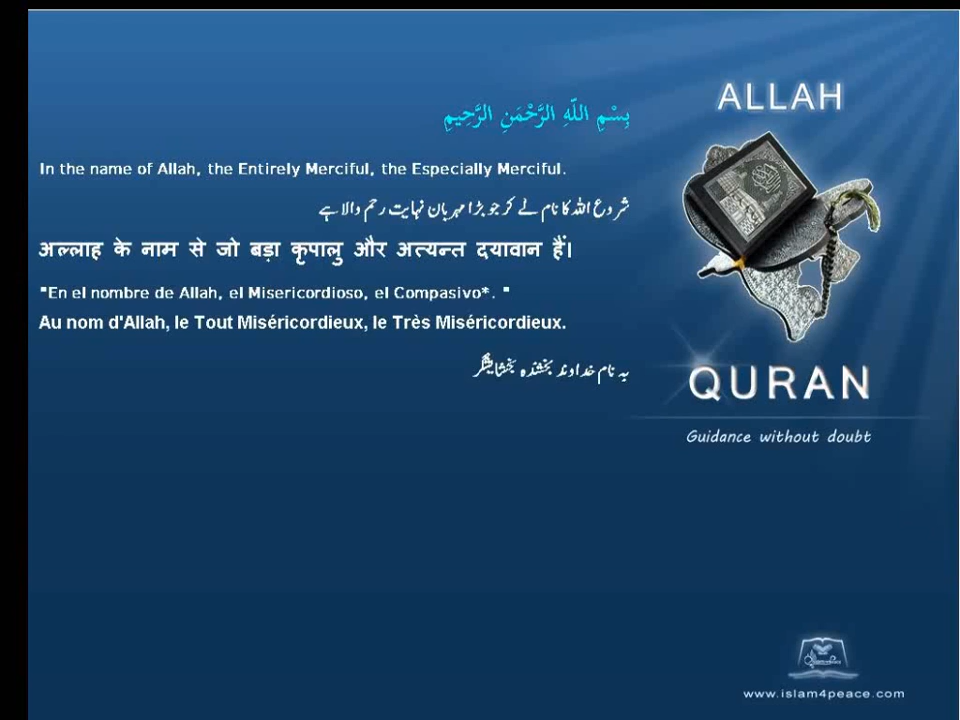 بِسْمِ اللَّهِ الرَّحْمَنِ الرَّحِيمِ
In the name of Allah, the Entirely Merciful, the Especially Merciful.
شروع اللہ کا نام لے کر جو بڑا مہربان نہایت رحم والا ہے
अल्लाह के नाम से जो बड़ा कृपालु और अत्यन्त दयावान हैं।
"En el nombre de Allah, el Misericordioso, el Compasivo*. "
Au nom d'Allah, le Tout Miséricordieux, le Très Miséricordieux.
به نام خداوند بخشنده بخشایشگر
ALLAH
QURAN
Guidance without doubt
www.islam4peace.com